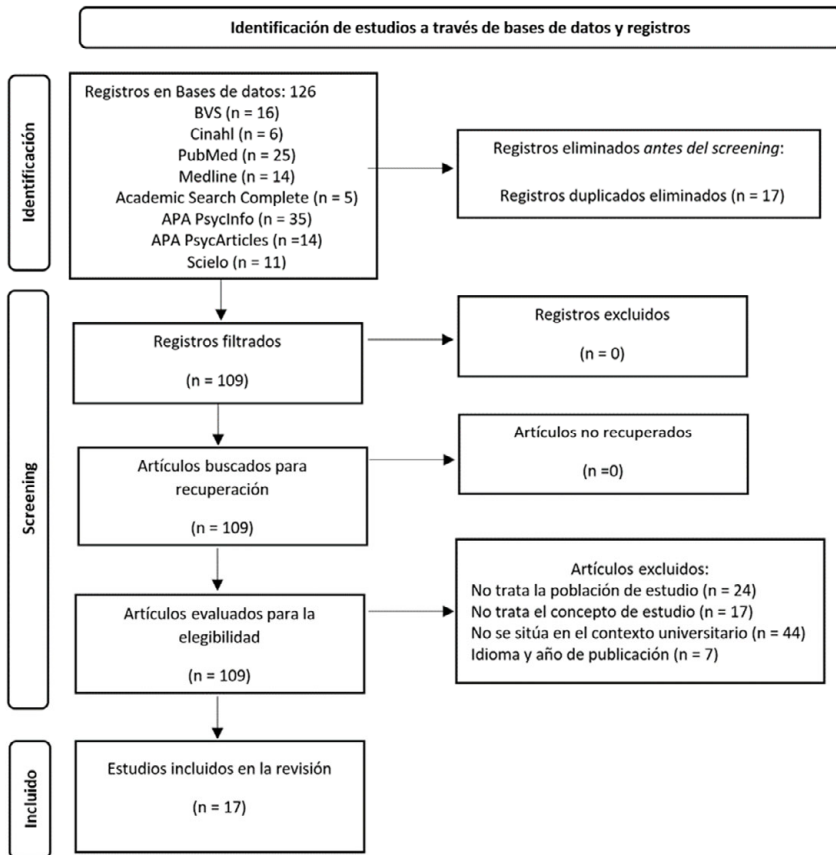 Identificación de estudios a través de bases de datos y registros
Identificación
Registros en Bases de datos: 126
BVS (n = 16)
Cinahl (n = 6)
PubMed (n = 25)
Medline (n = 14)
Academic Search Complete (n = 5)
APA PsycInfo (n = 35)
APA PsycArticles (n =14)
Scielo (n = 11)
Registros eliminados antes del screening:
Registros duplicados eliminados (n = 17)
Screening
Registros filtrados
(n = 109)
Registros excluidos
(n = 0)
Artículos buscados para
recuperación
(n = 109)
Artículos no recuperados
(n =0)
Artículos evaluados para la
elegibilidad
(n = 109)
Artículos excluidos:
No trata la población de estudio (n = 24)
No trata el concepto de estudio (n = 17)
No se sitúa en el contexto universitario (n = 44)
Idioma y año de publicación (n = 7)
Incluido
Estudios incluidos en la revisión
(n = 17)